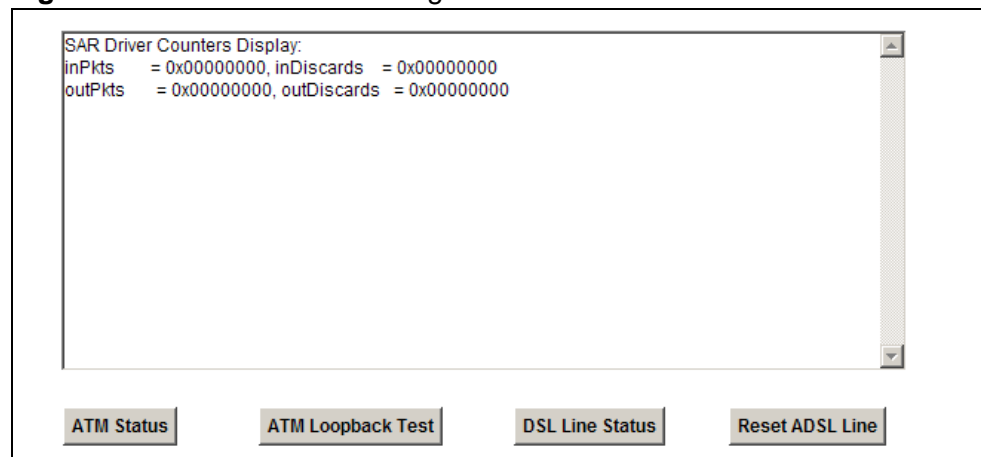 SAR Driver Counters Display:
inPkts = 0x00000000, inDiscards = 0x00000000
outPkts = 0x00000000, outDiscards = 0x00000000
ATM Status
ATM Loopback Test
DSL Line Status
Reset ADSL Line